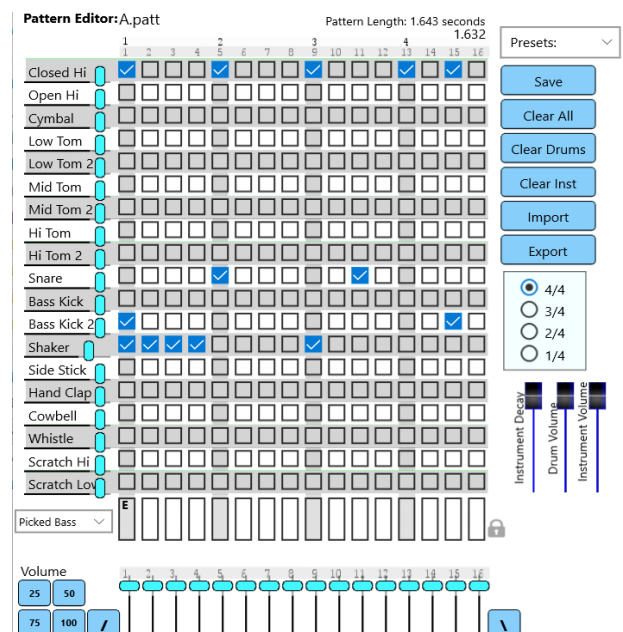 Pattern Editor: A.patt
Pattern Length: 1.643 seconds
1.632
1 2 3 4
1 2 3 4 5 6 7 8 9 10 11 12 13 14 15 16
Presets:
Closed Hi
Open Hi
Cymbal
Low Tom
Low Tom 2
Mid Tom
Mid Tom 2
Hi Tom
Hi Tom 2
Snare
Bass Kick
Bass Kick 2
Shaker
Side Stick
Hand Clap
Cowbell
Whistle
Scratch Hi
Scratch Low
Save
Clear All
Clear Drums
Clear Inst
Import
Export
4/4
3/4
2/4
1/4
Instrument Decay
Drum Volume
Instrument Volume
E
Picked Bass
Volume
1 2 3 4 5 6 7 8 9 10 11 12 13 14 15 16
25 50
75 100 / \